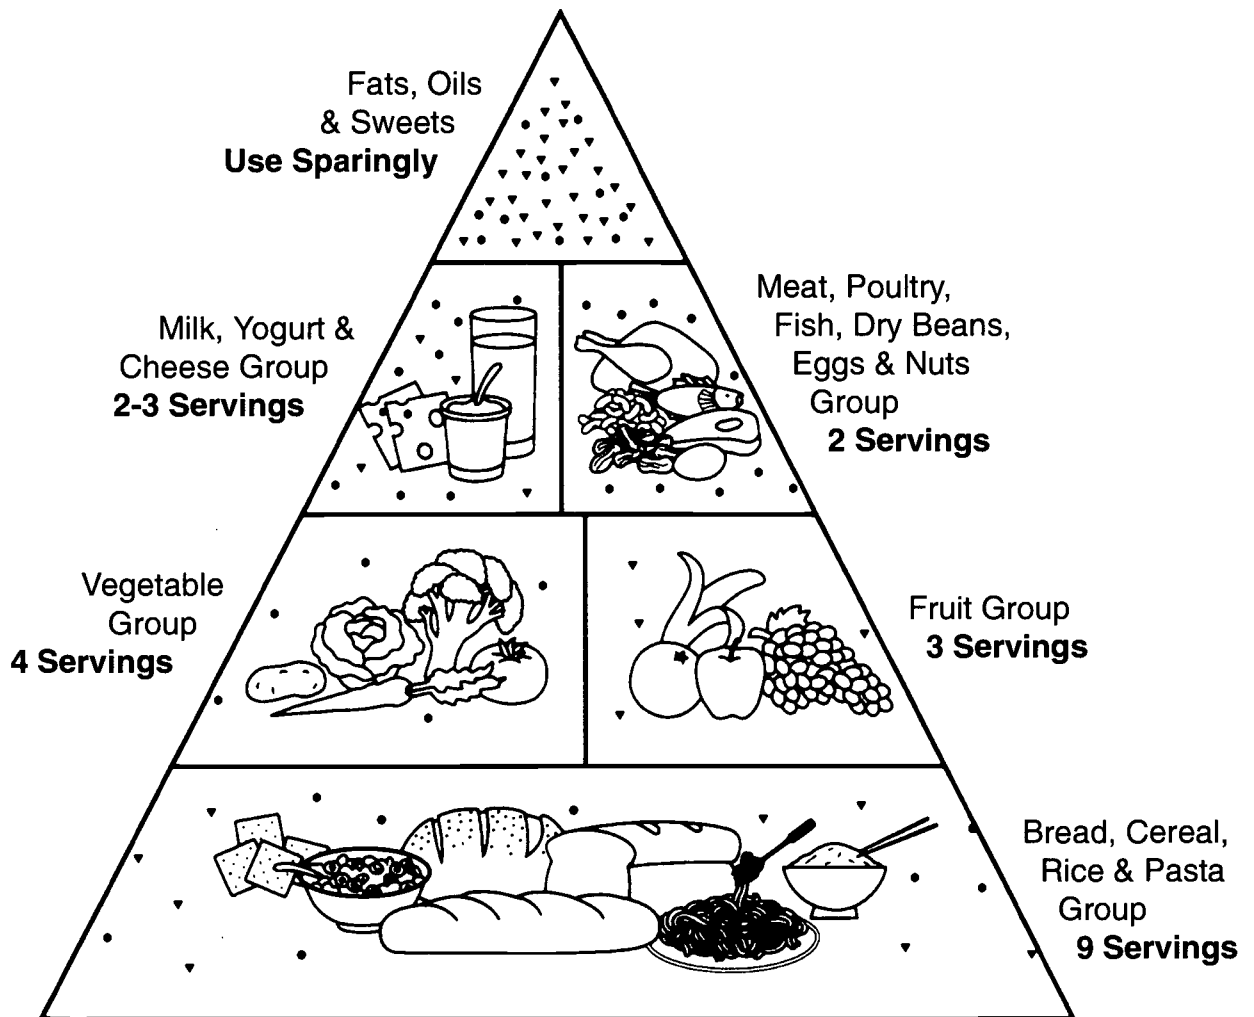 Fats, Oils
& Sweets
Use Sparingly
Milk, Yogurt &
Cheese Group
2-3 Servings
Meat, Poultry,
Fish, Dry Beans,
Eggs & Nuts
Group
2 Servings
Vegetable
Group
4 Servings
Fruit Group
3 Servings
Bread, Cereal,
Rice & Pasta
Group
9 Servings